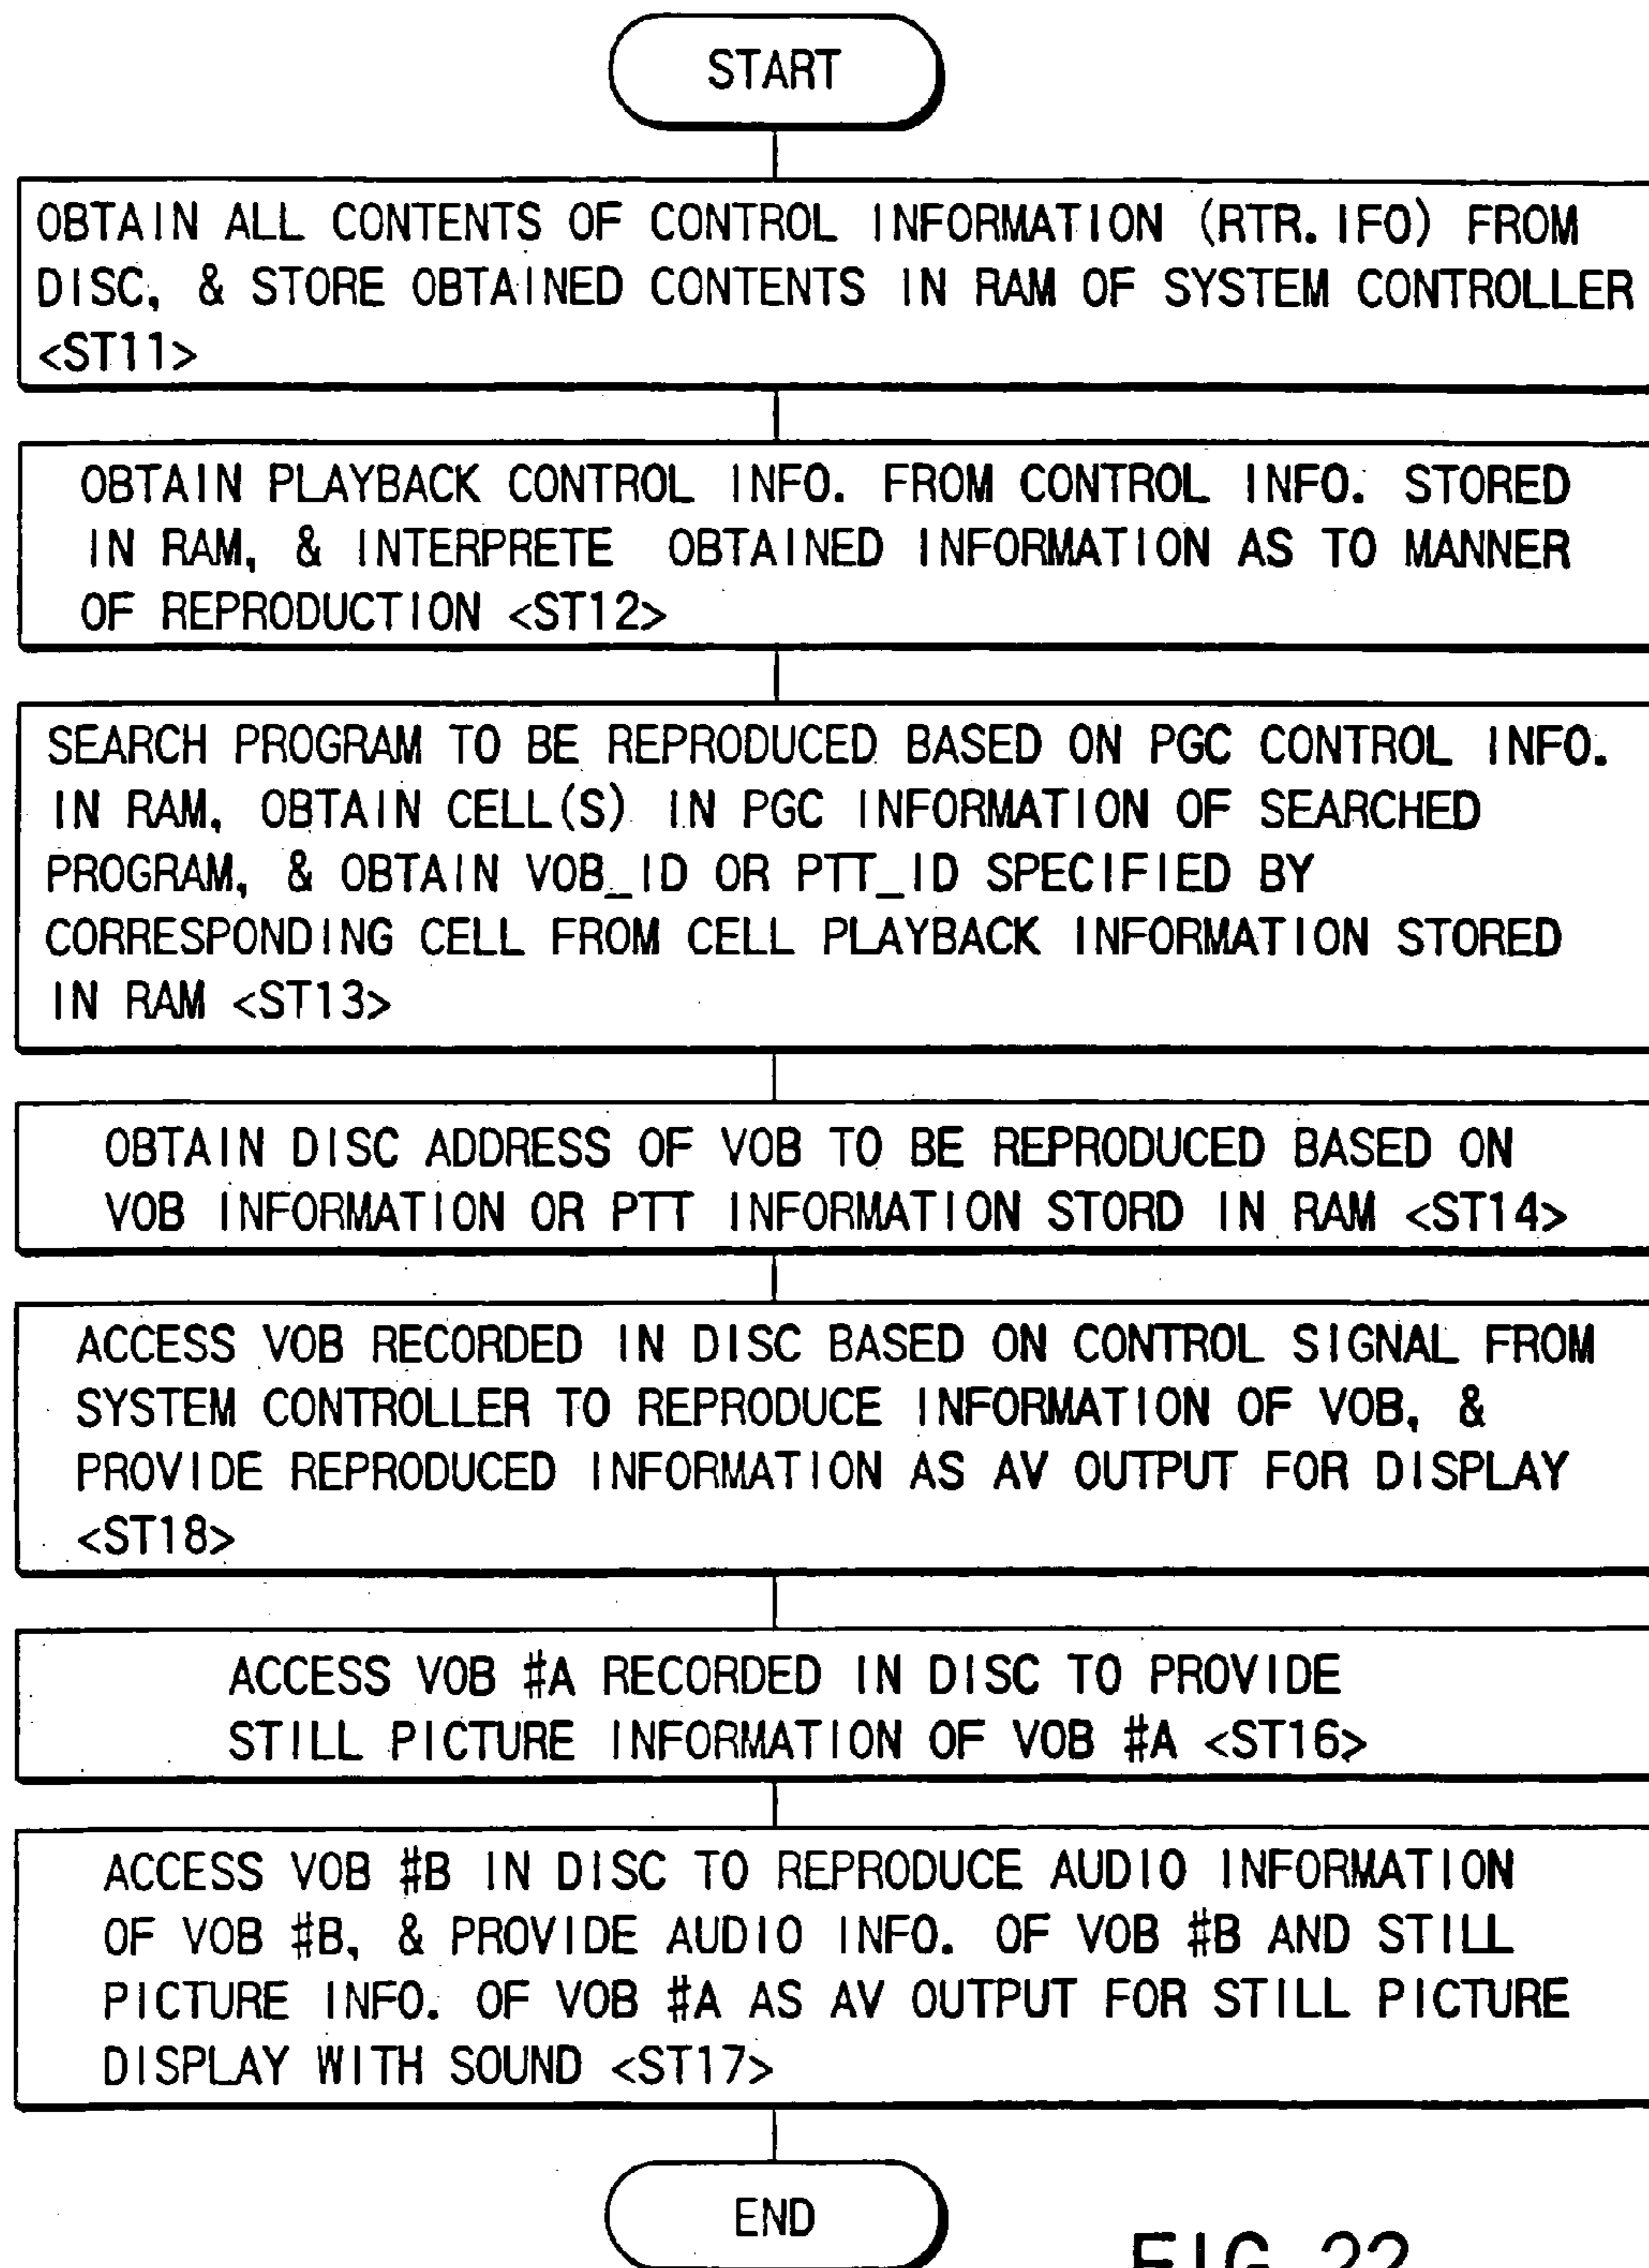 START
OBTAIN ALL CONTENTS OF CONTROL INFORMATION (RTR.IFO) FROM
DISC, & STORE OBTAINED CONTENTS IN RAM OF SYSTEM CONTROLLER
<ST11>
OBTAIN PLAYBACK CONTROL INFO. FROM CONTROL INFO. STORED
IN RAM, & INTERPRETE OBTAINED INFORMATION AS TO MANNER
OF REPRODUCTION <ST12>
SEARCH PROGRAM TO BE REPRODUCED BASED ON PGC CONTROL INFO.
IN RAM, OBTAIN CELL(S) IN PGC INFORMATION OF SEARCHED
PROGRAM, & OBTAIN VOB_ID OR PTT_ID SPECIFIED BY
CORRESPONDING CELL FROM CELL PLAYBACK INFORMATION STORED
IN RAM <ST13>
OBTAIN DISC ADDRESS OF VOB TO BE REPRODUCED BASED ON
VOB INFORMATION OR PTT INFORMATION STORD IN RAM <ST14>
ACCESS VOB RECORDED IN DISC BASED ON CONTROL SIGNAL FROM
SYSTEM CONTROLLER TO REPRODUCE INFORMATION OF VOB, &
PROVIDE REPRODUCED INFORMATION AS AV OUTPUT FOR DISPLAY
<ST18>
ACCESS VOB #A RECORDED IN DISC TO PROVIDE
STILL PICTURE INFORMATION OF VOB #A <ST16>
ACCESS VOB #B IN DISC TO REPRODUCE AUDIO INFORMATION
OF VOB #B, & PROVIDE AUDIO INFO. OF VOB #B AND STILL
PICTURE INFO. OF VOB #A AS AV OUTPUT FOR STILL PICTURE
DISPLAY WITH SOUND <ST17>
END
FIG. 22